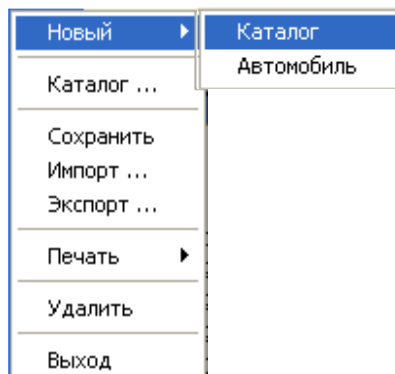 Новый
Каталог
Автомобиль
Каталог ...
Сохранить
Импорт ...
Экспорт ...
Печать
Удалить
Выход